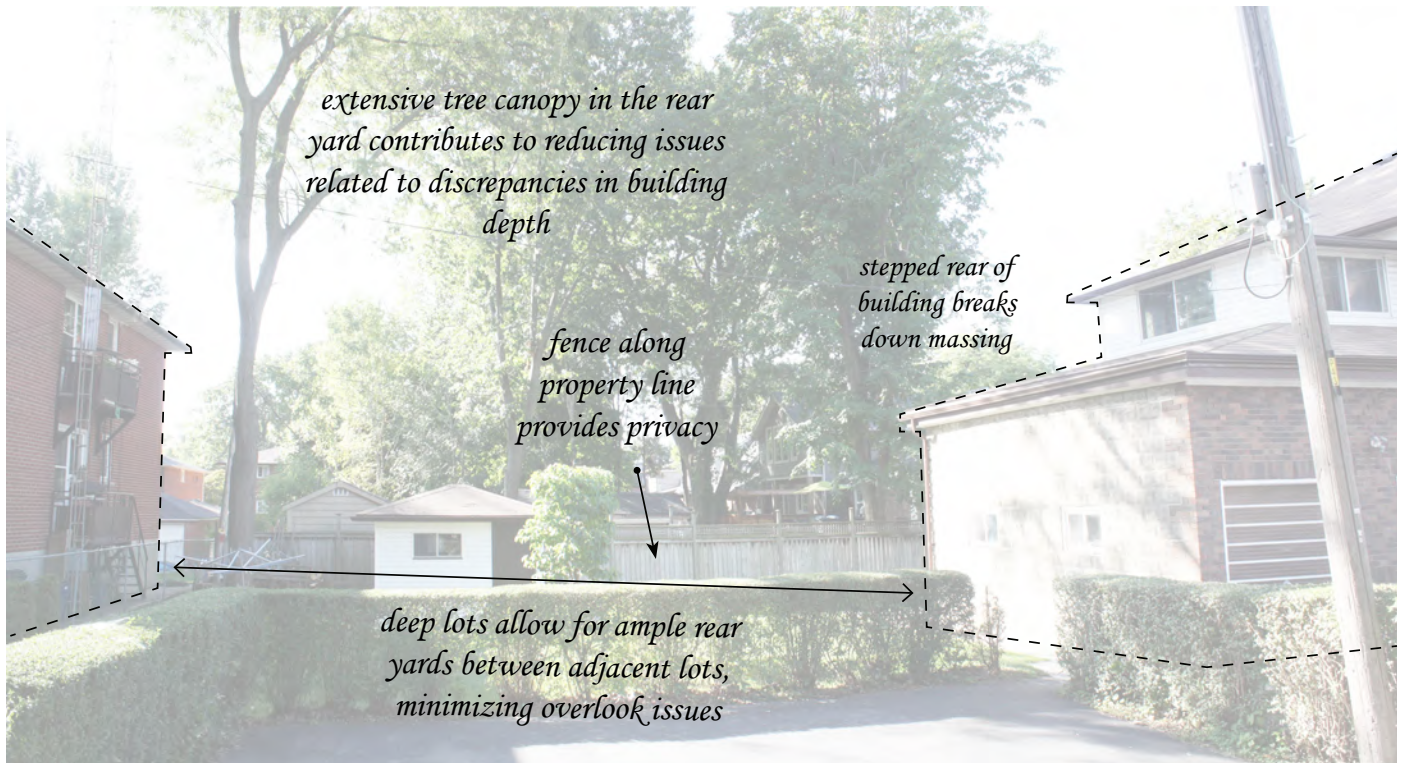 extensive tree canopy in the rear
yard contributes to reducing issues
related to discrepancies in building
depth
stepped rear of
building breaks
down massing
fence along
property line
provides privacy
deep lots allow for ample rear
yards between adjacent lots,
minimizing overlook issues